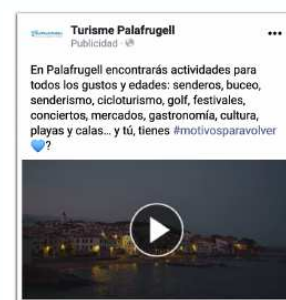 Turisme Palafrugell
Publicidad ·
En Palafrugell encontrarás actividades para
todos los gustos y edades: senderos, buceo,
senderismo, cicloturismo, golf, festivales,
conciertos, mercados, gastronomía, cultura,
playas y calas... y tú, tienes #motivosparavolver
💙?